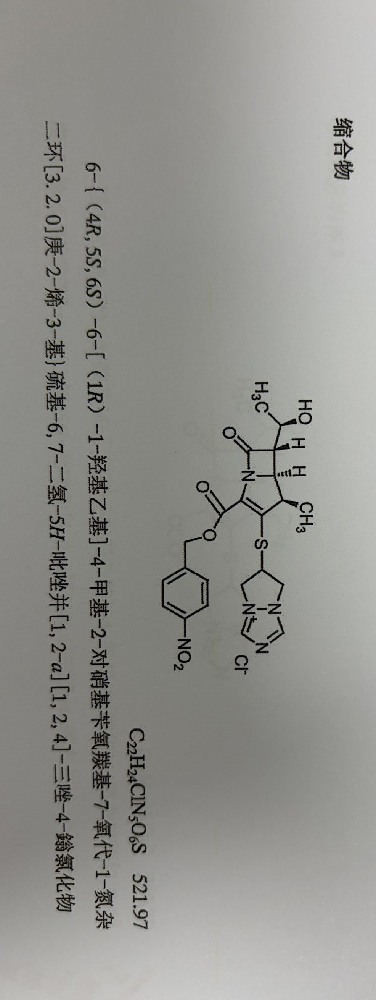 缩合物
HO
H
H
CH₃
H₃C
O
N
S
N
N⁺
N
Cl⁻
O
O
NO₂
C₂₂H₂₄ClN₅O₆S 521.97
6-{(4R,5S,6S)-6-[(1R)-1-羟基乙基]-4-甲基-2-对硝基苄氧羰基-7-氧代-1-氮杂
二环[3.2.0]庚-2-烯-3-基}硫基-6,7-二氢-5H-吡唑并[1,2-a][1,2,4]-三唑-4-鎓氯化物